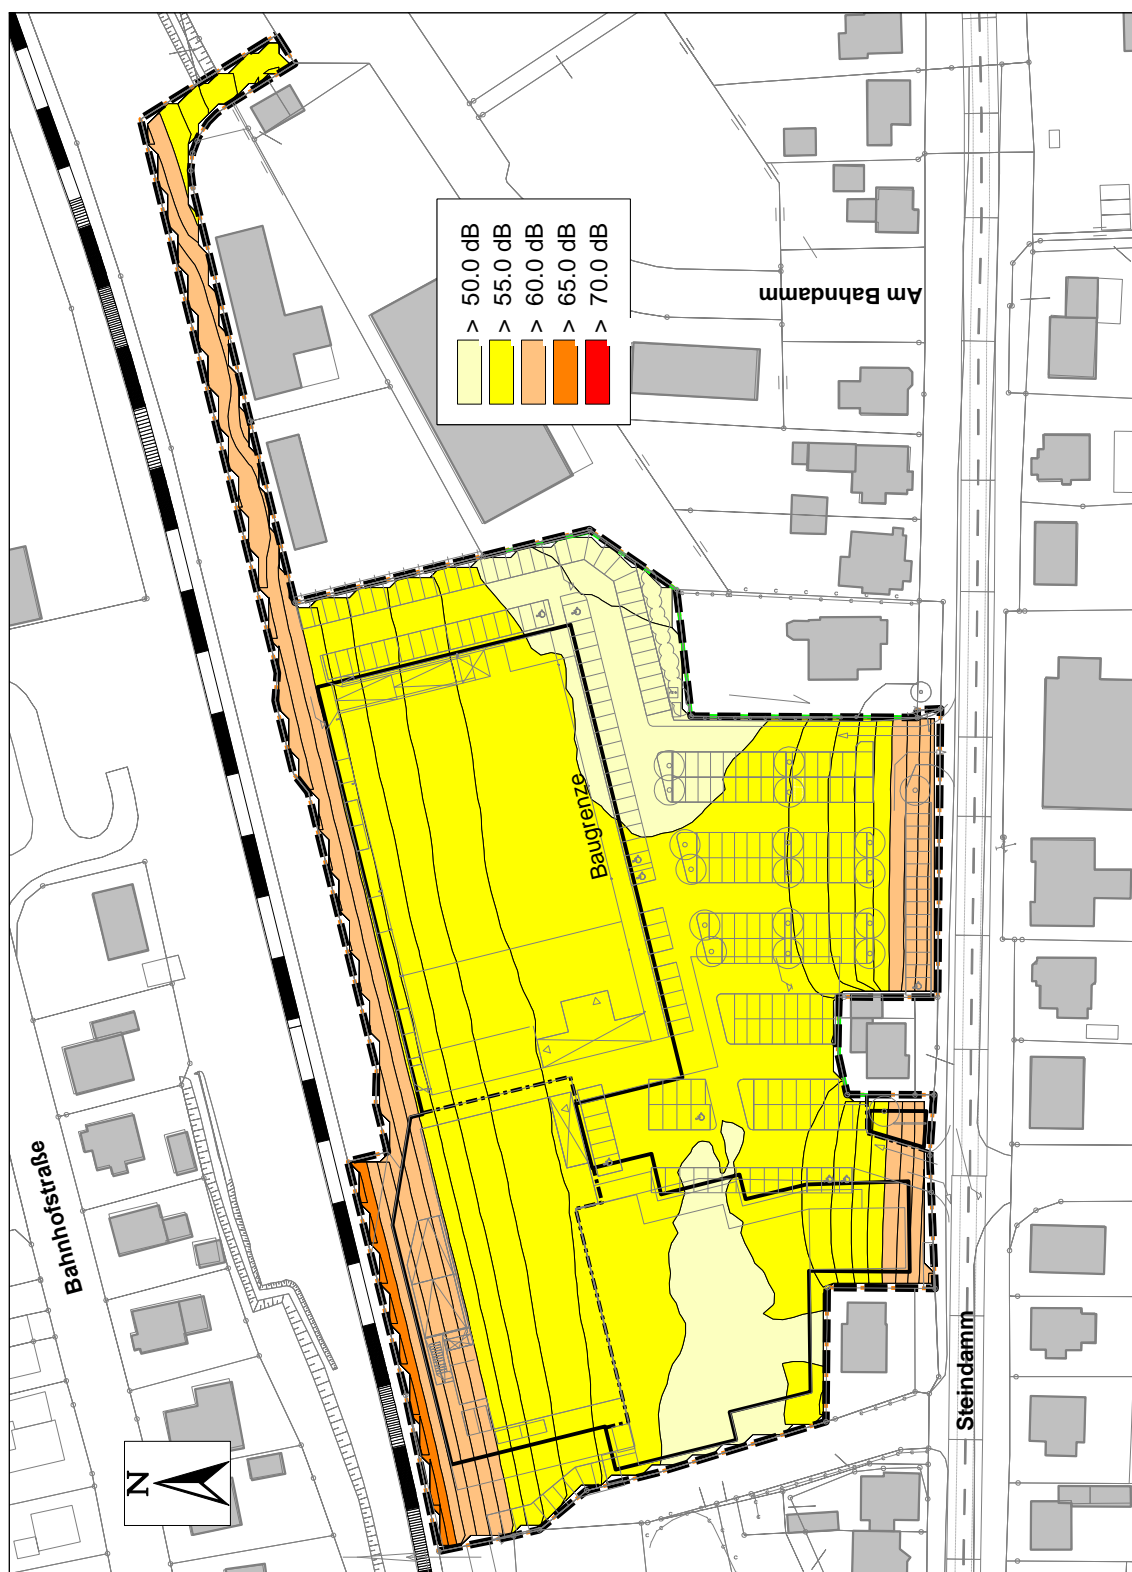 N
Bahnhofstraße
> 50.0 dB
> 55.0 dB
> 60.0 dB
> 65.0 dB
> 70.0 dB
Am Bahndamm
Baugrenze
Steindamm